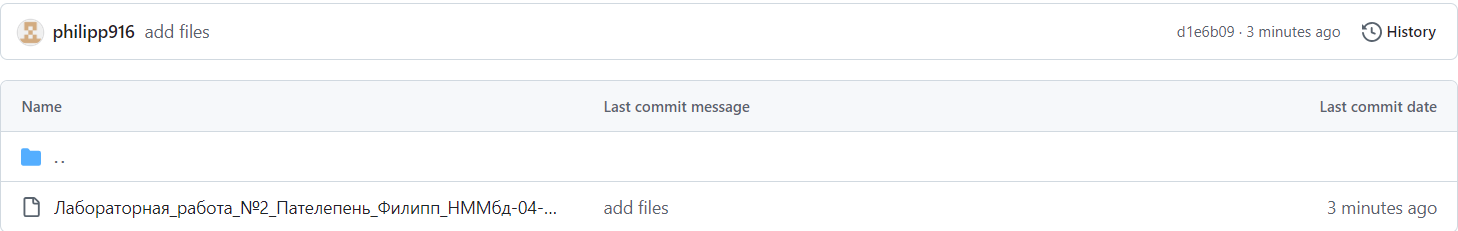 philipp916 add files d1e6b09 · 3 minutes ago History
Name Last commit message Last commit date
..
Лабораторная_работа_№2_Пателепень_Филипп_НММбд-04-... add files 3 minutes ago